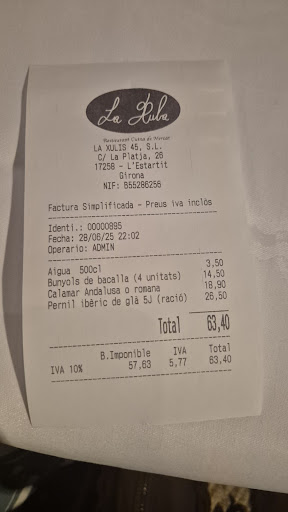 La Xula
Restaurant Cuina de Mercat
LA XULIS 45, S.L.
C/ La Platja, 26
17258 - L'Estartit
Girona
NIF: B55286256
Factura Simplificada - Preus iva inclòs
Identi.: 00000895
Fecha: 28/06/25 22:02
Operario: ADMIN
Aigua 500cl 3,50
Bunyols de bacalla (4 unitats) 14,50
Calamar Andalusa o romana 18,90
Pernil ibèric de glà 5J (ració) 26,50
Total 63,40
B.Imponible IVA Total
IVA 10% 57,63 5,77 63,40